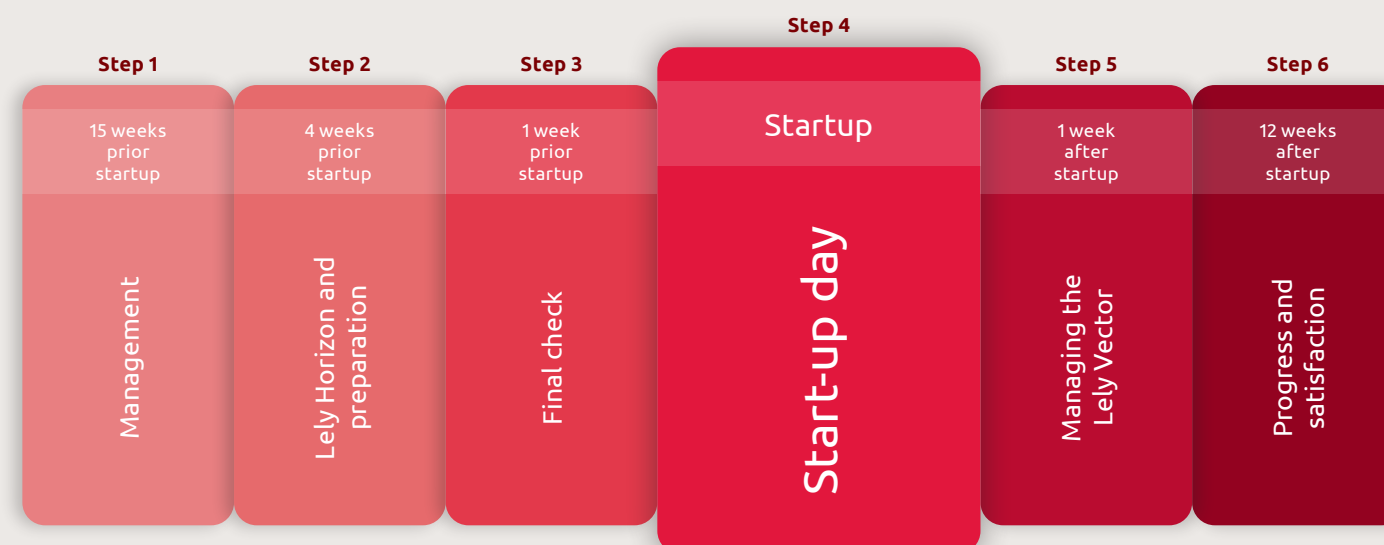 Step 1
15 weeks
prior
startup
Management
Step 2
4 weeks
prior
startup
Lely Horizon and
preparation
Step 3
1 week
prior
startup
Final check
Step 4
Startup
Start-up day
Step 5
1 week
after
startup
Managing the
Lely Vector
Step 6
12 weeks
after
startup
Progress and
satisfaction